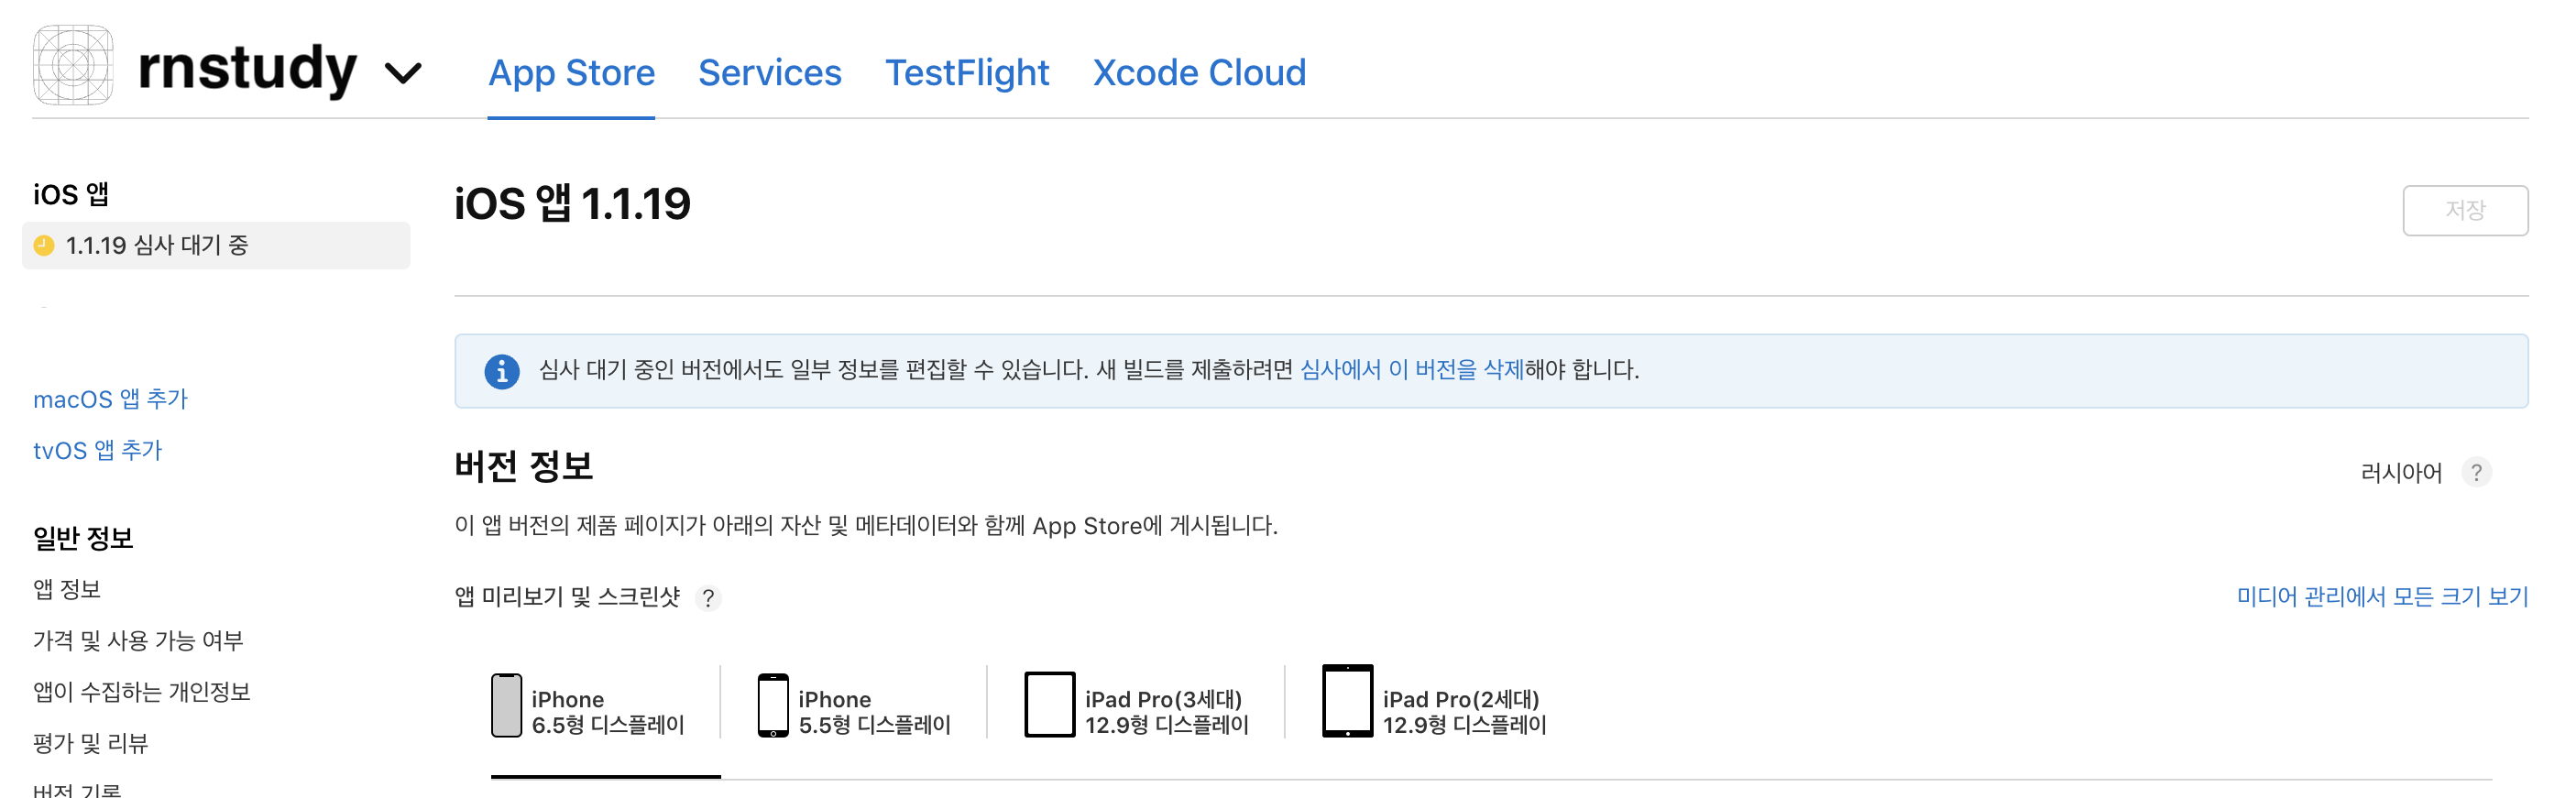 rnstudy
App Store
Services
TestFlight
Xcode Cloud
iOS 앱
1.1.19 심사 대기 중
macOS 앱 추가
tvOS 앱 추가
일반 정보
앱 정보
가격 및 사용 가능 여부
앱이 수집하는 개인정보
평가 및 리뷰
버전 기록
iOS 앱 1.1.19
저장
심사 대기 중인 버전에서도 일부 정보를 편집할 수 있습니다. 새 빌드를 제출하려면 심사에서 이 버전을 삭제해야 합니다.
버전 정보
러시아어 ?
이 앱 버전의 제품 페이지가 아래의 자산 및 메타데이터와 함께 App Store에 게시됩니다.
앱 미리보기 및 스크린샷 ?
미디어 관리에서 모든 크기 보기
iPhone
6.5형 디스플레이
iPhone
5.5형 디스플레이
iPad Pro(3세대)
12.9형 디스플레이
iPad Pro(2세대)
12.9형 디스플레이